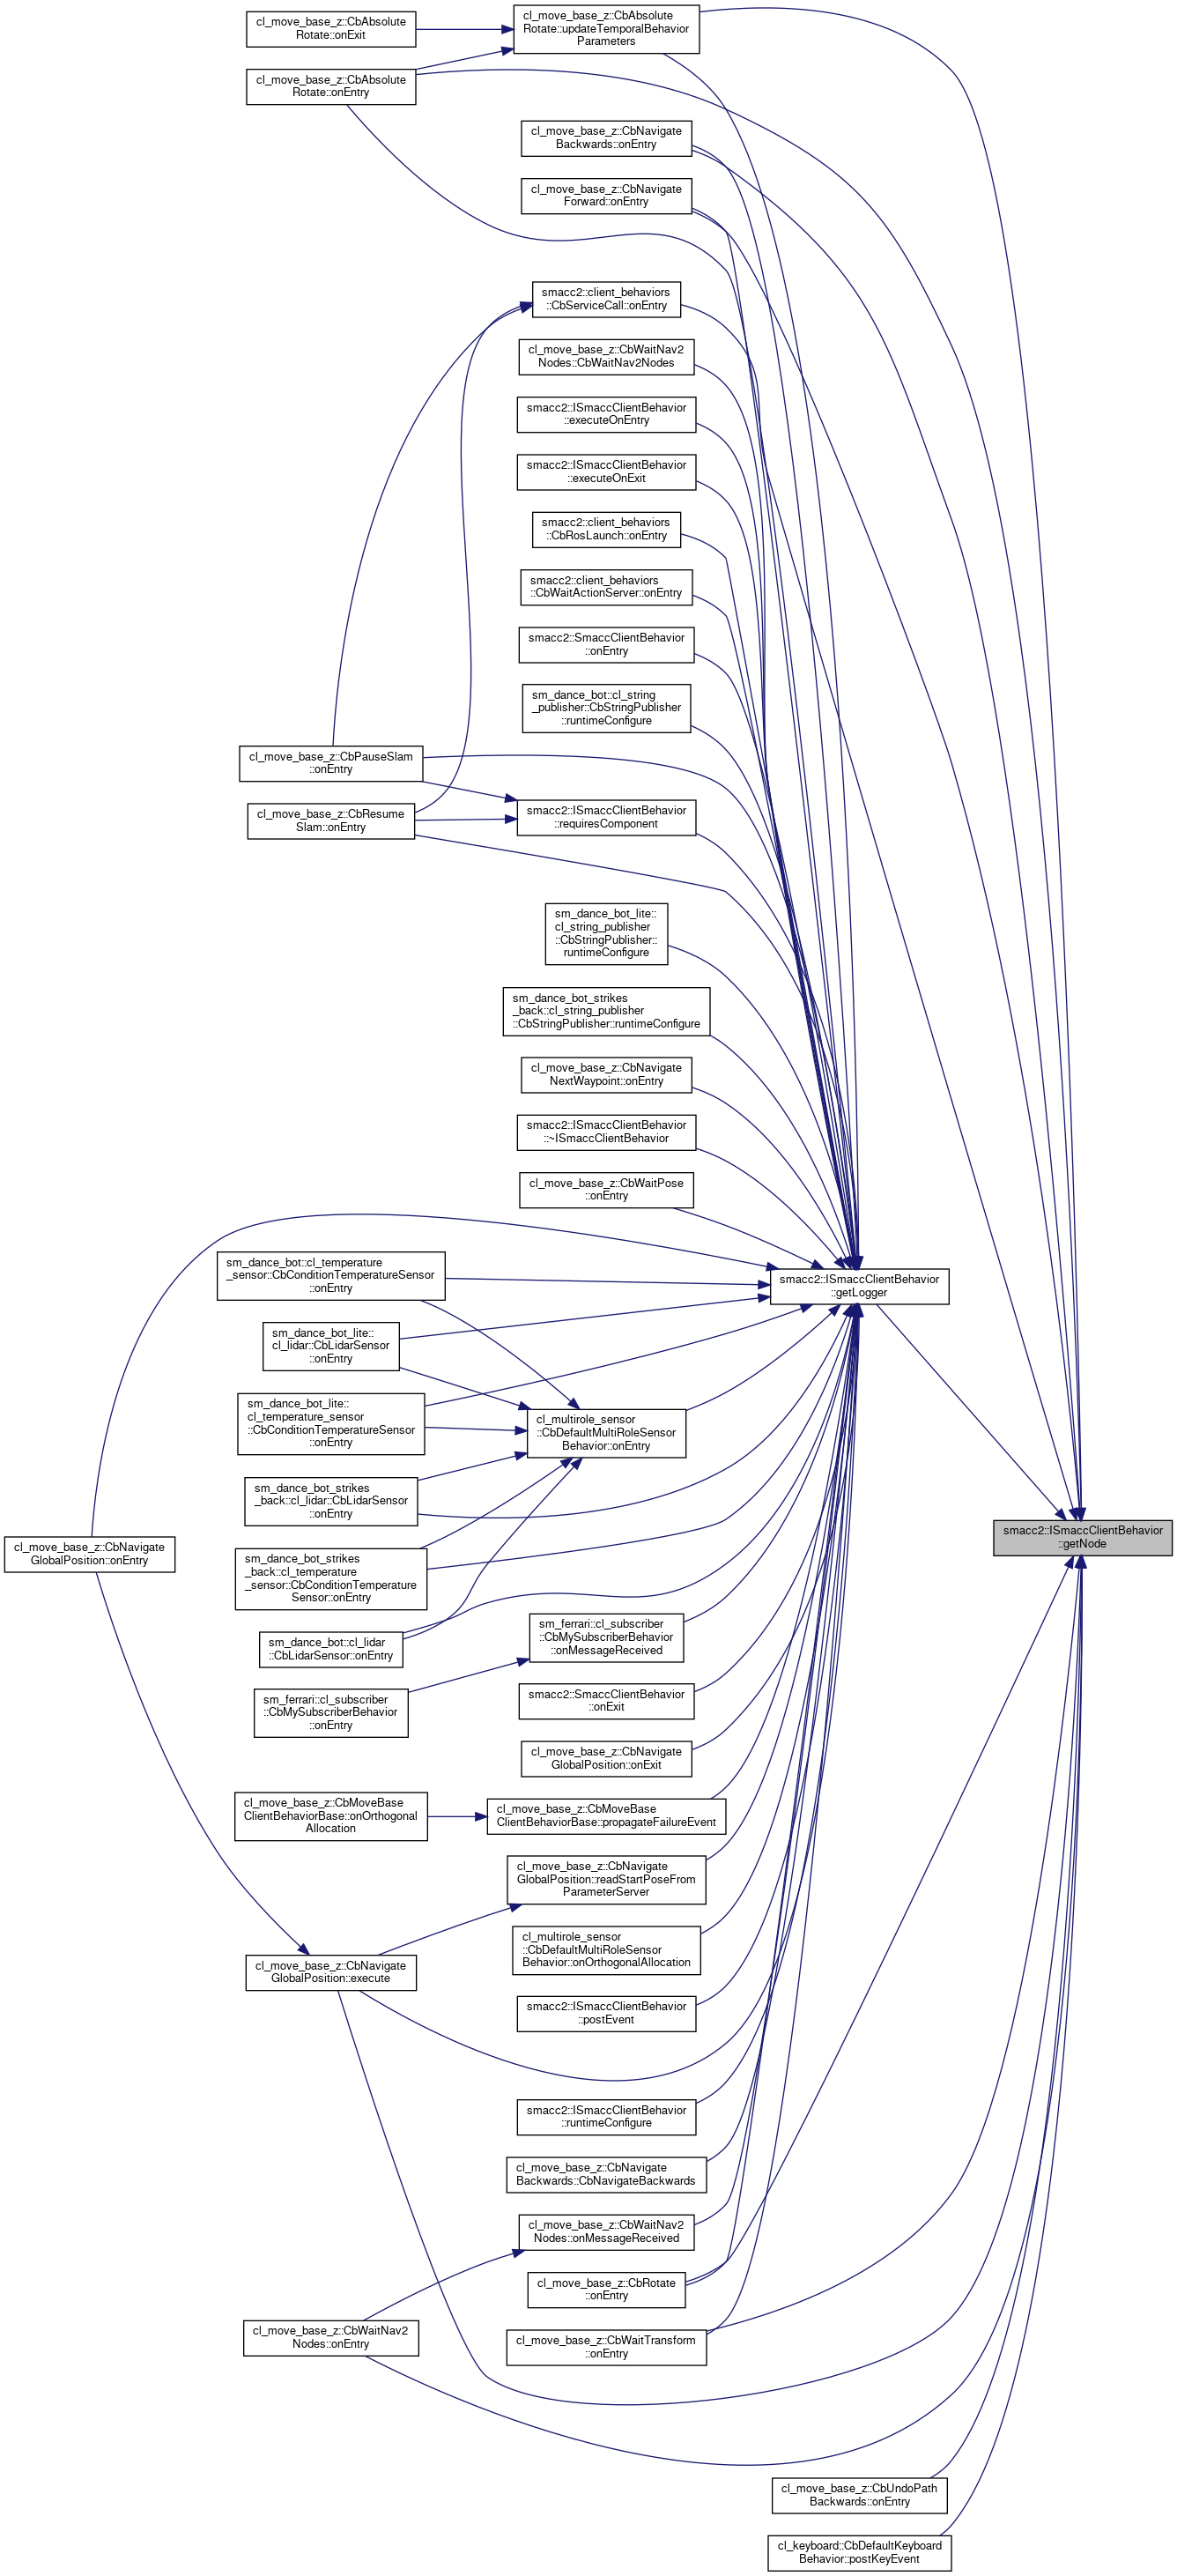 cl_move_base_z::CbAbsolute
Rotate::onExit
cl_move_base_z::CbAbsolute
Rotate::updateTemporalBehavior
Parameters
cl_move_base_z::CbAbsolute
Rotate::onEntry
cl_move_base_z::CbNavigate
Backwards::onEntry
cl_move_base_z::CbNavigate
Forward::onEntry
smacc2::client_behaviors
::CbServiceCall::onEntry
cl_move_base_z::CbWaitNav2
Nodes::CbWaitNav2Nodes
smacc2::ISmaccClientBehavior
::executeOnEntry
smacc2::ISmaccClientBehavior
::executeOnExit
smacc2::client_behaviors
::CbRosLaunch::onEntry
smacc2::client_behaviors
::CbWaitActionServer::onEntry
smacc2::SmaccClientBehavior
::onEntry
sm_dance_bot::cl_string
_publisher::CbStringPublisher
::runtimeConfigure
cl_move_base_z::CbPauseSlam
::onEntry
cl_move_base_z::CbResume
Slam::onEntry
smacc2::ISmaccClientBehavior
::requiresComponent
sm_dance_bot_lite::
cl_string_publisher
::CbStringPublisher::
runtimeConfigure
sm_dance_bot_strikes
_back::cl_string_publisher
::CbStringPublisher::runtimeConfigure
cl_move_base_z::CbNavigate
NextWaypoint::onEntry
smacc2::ISmaccClientBehavior
::~ISmaccClientBehavior
cl_move_base_z::CbWaitPose
::onEntry
sm_dance_bot::cl_temperature
_sensor::CbConditionTemperatureSensor
::onEntry
smacc2::ISmaccClientBehavior
::getLogger
sm_dance_bot_lite::
cl_lidar::CbLidarSensor
::onEntry
sm_dance_bot_lite::
cl_temperature_sensor
::CbConditionTemperatureSensor
::onEntry
cl_multirole_sensor
::CbDefaultMultiRoleSensor
Behavior::onEntry
sm_dance_bot_strikes
_back::cl_lidar::CbLidarSensor
::onEntry
cl_move_base_z::CbNavigate
GlobalPosition::onEntry
smacc2::ISmaccClientBehavior
::getNode
sm_dance_bot_strikes
_back::cl_temperature
_sensor::CbConditionTemperature
Sensor::onEntry
sm_dance_bot::cl_lidar
::CbLidarSensor::onEntry
sm_ferrari::cl_subscriber
::CbMySubscriberBehavior
::onMessageReceived
sm_ferrari::cl_subscriber
::CbMySubscriberBehavior
::onEntry
smacc2::SmaccClientBehavior
::onExit
cl_move_base_z::CbNavigate
GlobalPosition::onExit
cl_move_base_z::CbMoveBase
ClientBehaviorBase::onOrthogonal
Allocation
cl_move_base_z::CbMoveBase
ClientBehaviorBase::propagateFailureEvent
cl_move_base_z::CbNavigate
GlobalPosition::readStartPoseFrom
ParameterServer
cl_multirole_sensor
::CbDefaultMultiRoleSensor
Behavior::onOrthogonalAllocation
cl_move_base_z::CbNavigate
GlobalPosition::execute
smacc2::ISmaccClientBehavior
::postEvent
smacc2::ISmaccClientBehavior
::runtimeConfigure
cl_move_base_z::CbNavigate
Backwards::CbNavigateBackwards
cl_move_base_z::CbWaitNav2
Nodes::onMessageReceived
cl_move_base_z::CbRotate
::onEntry
cl_move_base_z::CbWaitNav2
Nodes::onEntry
cl_move_base_z::CbWaitTransform
::onEntry
cl_move_base_z::CbUndoPath
Backwards::onEntry
cl_keyboard::CbDefaultKeyboard
Behavior::postKeyEvent